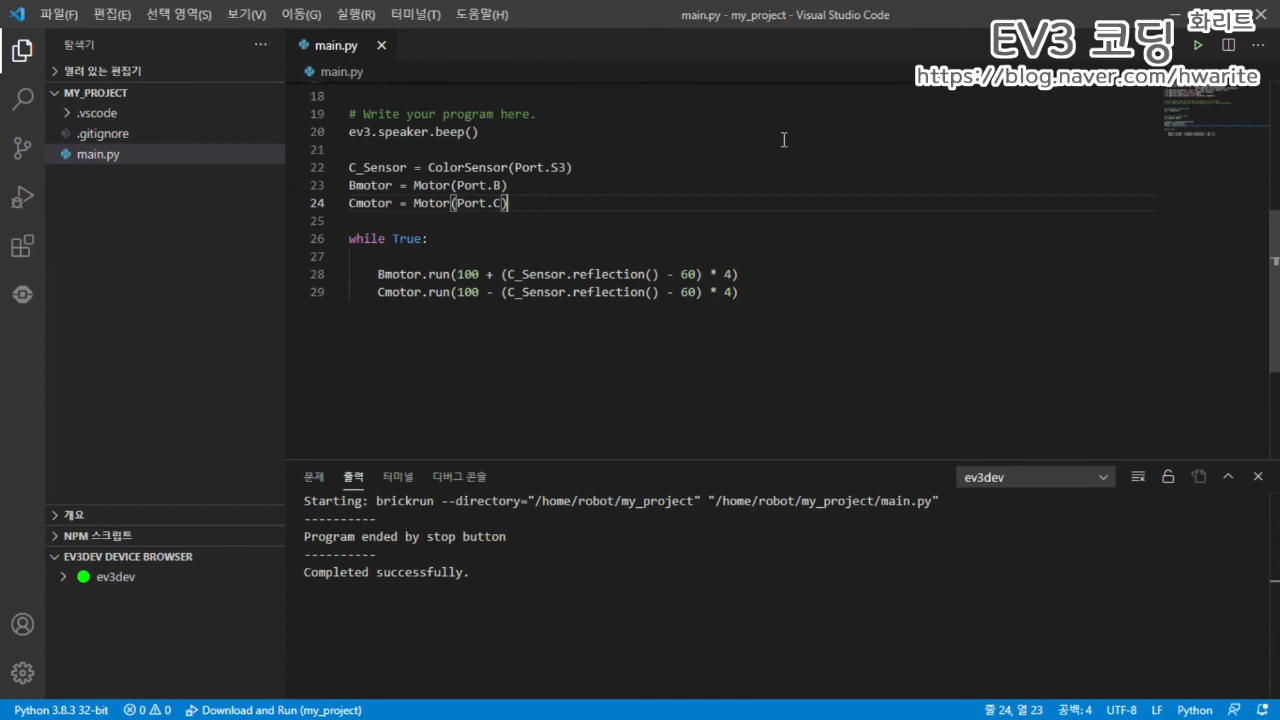 파일(F) 편집(E) 선택 영역(S) 보기(V) 이동(G) 실행(R) 터미널(T) 도움말(H) main.py - my_project - Visual Studio Code
화리트
EV3 코딩
https://blog.naver.com/hwarite
탐색기
main.py
열려 있는 편집기
main.py
MY_PROJECT
.vscode
.gitignore
main.py
18
19 # Write your program here.
20 ev3.speaker.beep()
21
22 C_Sensor = ColorSensor(Port.S3)
23 Bmotor = Motor(Port.B)
24 Cmotor = Motor(Port.C)
25
26 while True:
27
28 Bmotor.run(100 + (C_Sensor.reflection() - 60) * 4)
29 Cmotor.run(100 - (C_Sensor.reflection() - 60) * 4)
문제 출력 터미널 디버그 콘솔 ev3dev
Starting: brickrun --directory="/home/robot/my_project" "/home/robot/my_project/main.py"
----------
Program ended by stop button
----------
Completed successfully.
개요
NPM 스크립트
EV3DEV DEVICE BROWSER
ev3dev
Python 3.8.3 32-bit 0 0 Download and Run (my_project) 줄 24, 열 23 공백: 4 UTF-8 LF Python